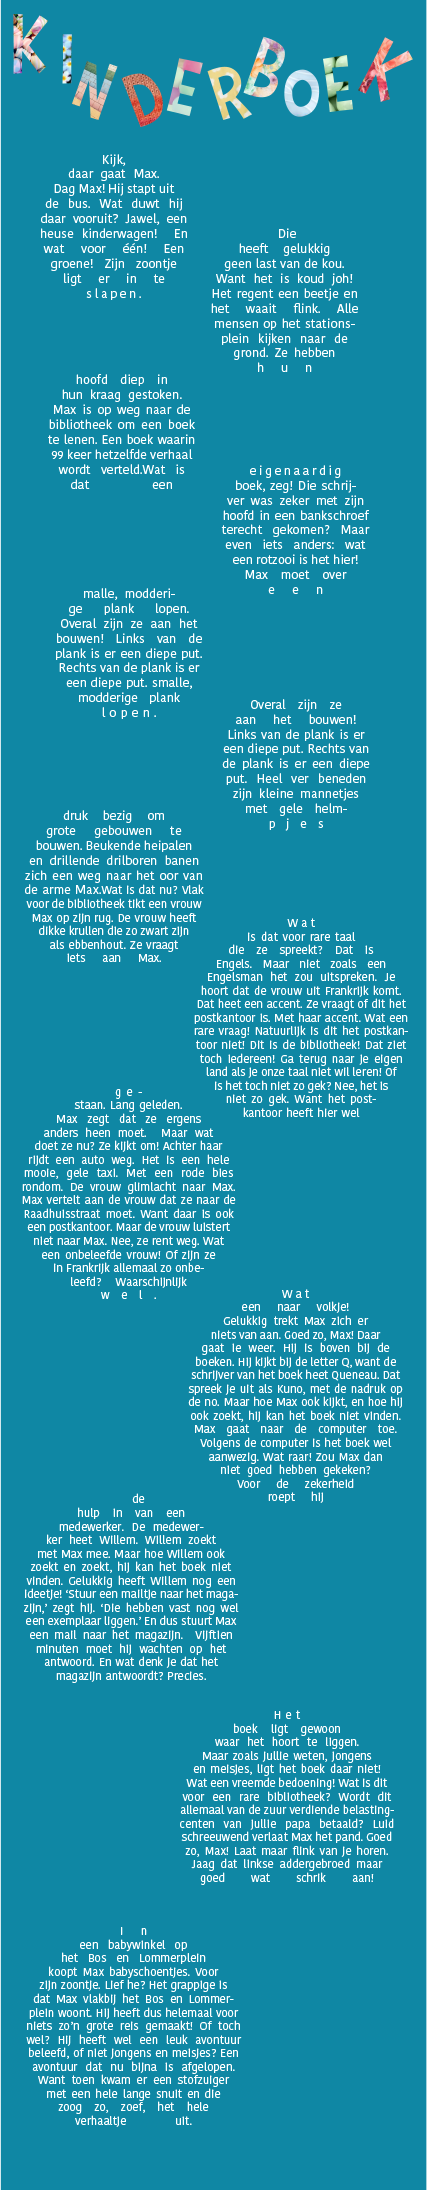 KINDERBOEK
Kijk,
daar gaat Max.
Dag Max! Hij stapt uit
de bus. Wat duwt hij
daar vooruit? Jawel, een
heuse kinderwagen! En
wat voor één! Een
groene! Zijn zoontje
ligt er in te
slapen.
Die
heeft gelukkig
geen last van de kou.
Want het is koud joh!
Het regent een beetje en
het waait flink. Alle
mensen op het stations-
plein kijken naar de
grond. Ze hebben
hun
hoofd diep in
hun kraag gestoken.
Max is op weg naar de
bibliotheek om een boek
te lenen. Een boek waarin
99 keer hetzelfde verhaal
wordt verteld.Wat is
dat een
eigenaardig
boek, zeg! Die schrij-
ver was zeker met zijn
hoofd in een bankschroef
terecht gekomen? Maar
even iets anders: wat
een rotzooi is het hier!
Max moet over
een
malle, modderi-
ge plank lopen.
Overal zijn ze aan het
bouwen! Links van de
plank is er een diepe put.
Rechts van de plank is er
een diepe put. smalle,
modderige plank
lopen.
Overal zijn ze
aan het bouwen!
Links van de plank is er
een diepe put. Rechts van
de plank is er een diepe
put. Heel ver beneden
zijn kleine mannetjes
met gele helm-
pjes
druk bezig om
grote gebouwen te
bouwen. Beukende heipalen
en drillende drilboren banen
zich een weg naar het oor van
de arme Max.Wat is dat nu? Vlak
voor de bibliotheek tikt een vrouw
Max op zijn rug. De vrouw heeft
dikke krullen die zo zwart zijn
als ebbenhout. Ze vraagt
iets aan Max.
Wat
is dat voor rare taal
die ze spreekt? Dat is
Engels. Maar niet zoals een
Engelsman het zou uitspreken. Je
hoort dat de vrouw uit Frankrijk komt.
Dat heet een accent. Ze vraagt of dit het
postkantoor is. Met haar accent. Wat een
rare vraag! Natuurlijk is dit het postkan-
toor niet! Dit is de bibliotheek! Dat ziet
toch iedereen! Ga terug naar je eigen
land als je onze taal niet wil leren! Of
is het toch niet zo gek? Nee, het is
niet zo gek. Want het post-
kantoor heeft hier wel
ge-
staan. Lang geleden.
Max zegt dat ze ergens
anders heen moet. Maar wat
doet ze nu? Ze kijkt om! Achter haar
rijdt een auto weg. Het is een hele
mooie, gele taxi. Met een rode bies
rondom. De vrouw glimlacht naar Max.
Max vertelt aan de vrouw dat ze naar de
Raadhuisstraat moet. Want daar is ook
een postkantoor. Maar de vrouw luistert
niet naar Max. Nee, ze rent weg. Wat
een onbeleefde vrouw! Of zijn ze
in Frankrijk allemaal zo onbe-
leefd? Waarschijnlijk
wel.
Wat
een naar volkje!
Gelukkig trekt Max zich er
niets van aan. Goed zo, Max! Daar
gaat ie weer. Hij is boven bij de
boeken. Hij kijkt bij de letter Q, want de
schrijver van het boek heet Queneau. Dat
spreek je uit als Kuno, met de nadruk op
de no. Maar hoe Max ook kijkt, en hoe hij
ook zoekt, hij kan het boek niet vinden.
Max gaat naar de computer toe.
Volgens de computer is het boek wel
aanwezig. Wat raar! Zou Max dan
niet goed hebben gekeken?
Voor de zekerheid
roept hij
de
hulp in van een
medewerker. De medewer-
ker heet Willem. Willem zoekt
met Max mee. Maar hoe Willem ook
zoekt en zoekt, hij kan het boek niet
vinden. Gelukkig heeft Willem nog een
ideetje! ‘Stuur een mailtje naar het maga-
zijn,’ zegt hij. ‘Die hebben vast nog wel
een exemplaar liggen.’ En dus stuurt Max
een mail naar het magazijn. Vijftien
minuten moet hij wachten op het
antwoord. En wat denk je dat het
magazijn antwoordt? Precies.
Het
boek ligt gewoon
waar het hoort te liggen.
Maar zoals jullie weten, jongens
en meisjes, ligt het boek daar niet!
Wat een vreemde bedoening! Wat is dit
voor een rare bibliotheek? Wordt dit
allemaal van de zuur verdiende belasting-
centen van jullie papa betaald? Luid
schreeuwend verlaat Max het pand. Goed
zo, Max! Laat maar flink van je horen.
Jaag dat linkse addergebroed maar
goed wat schrik aan!
In
een babywinkel op
het Bos en Lommerplein
koopt Max babyschoentjes. Voor
zijn zoontje. Lief he? Het grappige is
dat Max vlakbij het Bos en Lommer-
plein woont. Hij heeft dus helemaal voor
niets zo’n grote reis gemaakt! Of toch
wel? Hij heeft wel een leuk avontuur
beleefd, of niet jongens en meisjes? Een
avontuur dat nu bijna is afgelopen.
Want toen kwam er een stofzuiger
met een hele lange snuit en die
zoog zo, zoef, het hele
verhaaltje uit.